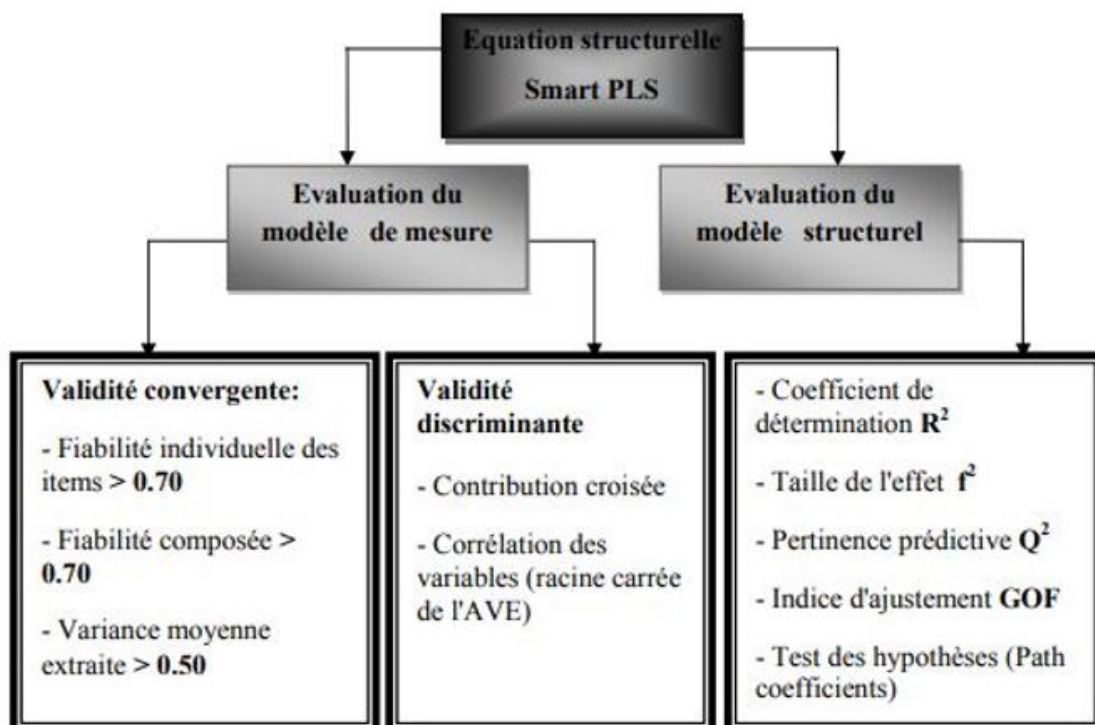 Equation structurelle
Smart PLS
Evaluation du
modèle de mesure
Evaluation du
modèle structurel
Validité convergente:
- Fiabilité individuelle des
items > 0.70
- Fiabilité composée >
0.70
- Variance moyenne
extraite > 0.50
Validité
discriminante
- Contribution croisée
- Corrélation des
variables (racine carrée
de l'AVE)
- Coefficient de
détermination R²
- Taille de l'effet f²
- Pertinence prédictive Q²
- Indice d'ajustement GOF
- Test des hypothèses (Path
coefficients)